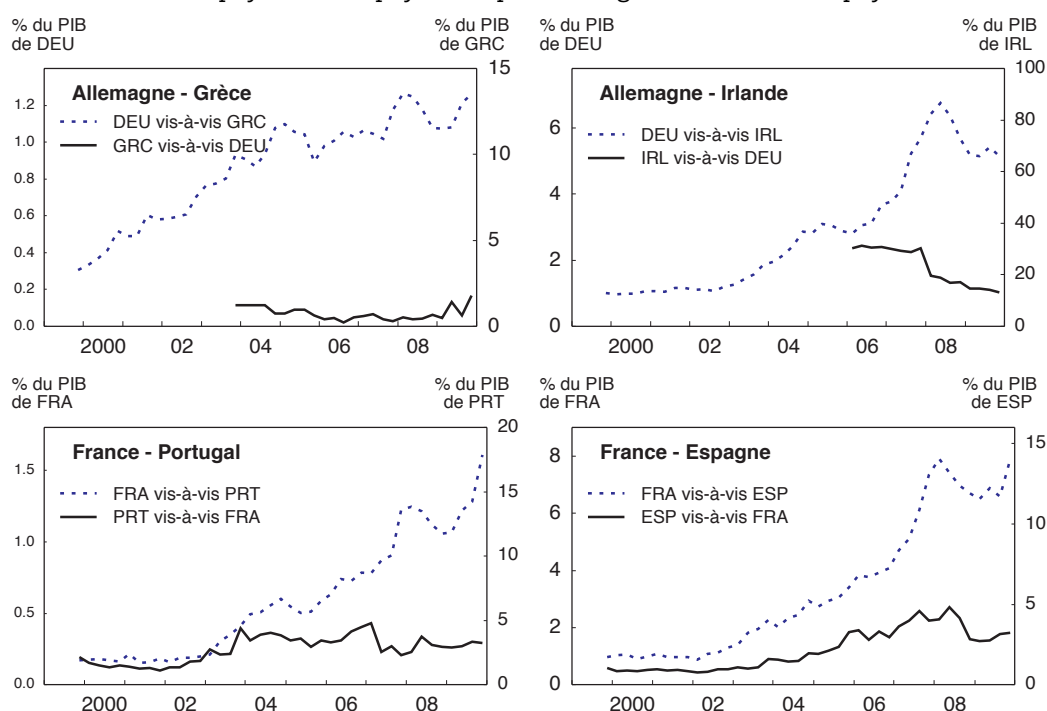 % du PIB
de DEU
% du PIB
de GRC
Allemagne - Grèce
DEU vis-à-vis GRC
GRC vis-à-vis DEU
1.2
1.0
0.8
0.6
0.4
0.2
0.0
15
10
5
0
2000 02 04 06 08
% du PIB
de DEU
% du PIB
de IRL
Allemagne - Irlande
DEU vis-à-vis IRL
IRL vis-à-vis DEU
6
4
2
0
100
80
60
40
20
0
2000 02 04 06 08
% du PIB
de FRA
% du PIB
de PRT
France - Portugal
FRA vis-à-vis PRT
PRT vis-à-vis FRA
1.5
1.0
0.5
0.0
20
15
10
5
0
2000 02 04 06 08
% du PIB
de FRA
% du PIB
de ESP
France - Espagne
FRA vis-à-vis ESP
ESP vis-à-vis FRA
8
6
4
2
0
15
10
5
0
2000 02 04 06 08